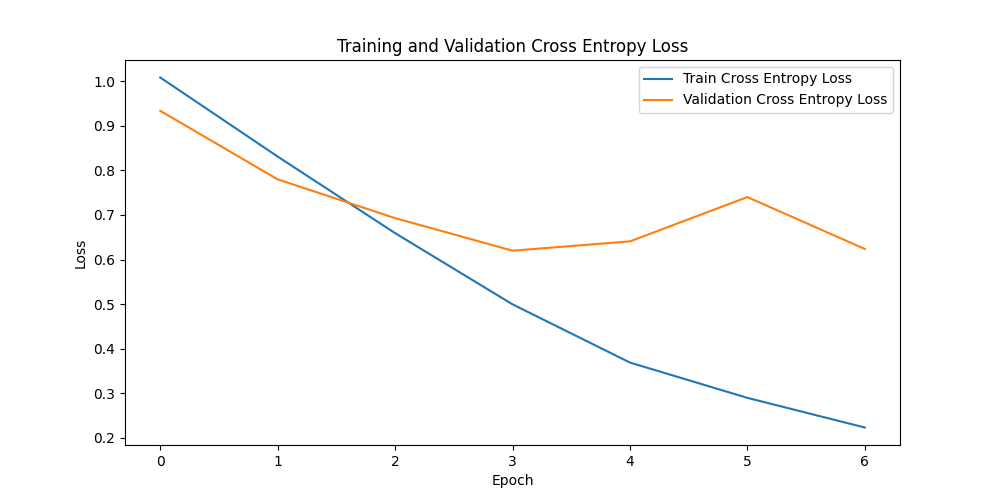 Training and Validation Cross Entropy Loss
Train Cross Entropy Loss
Validation Cross Entropy Loss
1.0
0.9
0.8
0.7
0.6
0.5
0.4
0.3
0.2
Loss
0 1 2 3 4 5 6
Epoch